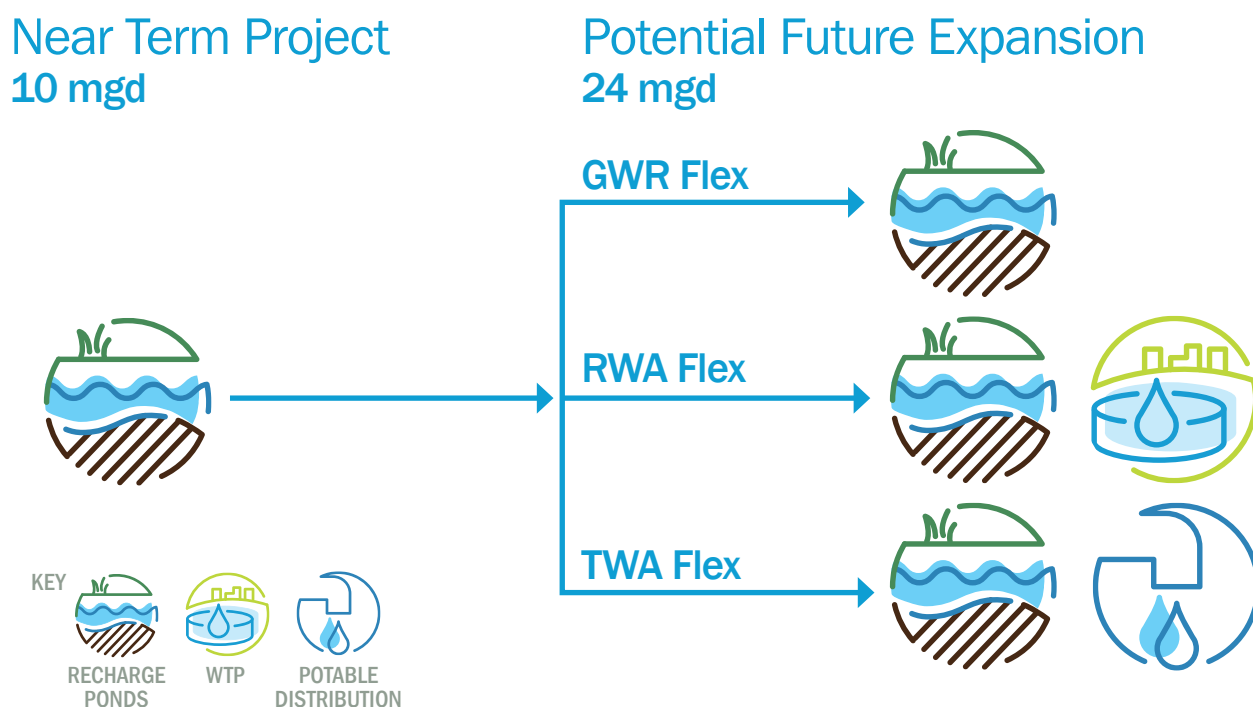 Near Term Project
10 mgd
Potential Future Expansion
24 mgd
GWR Flex
RWA Flex
TWA Flex
KEY
RECHARGE
PONDS
WTP
POTABLE
DISTRIBUTION